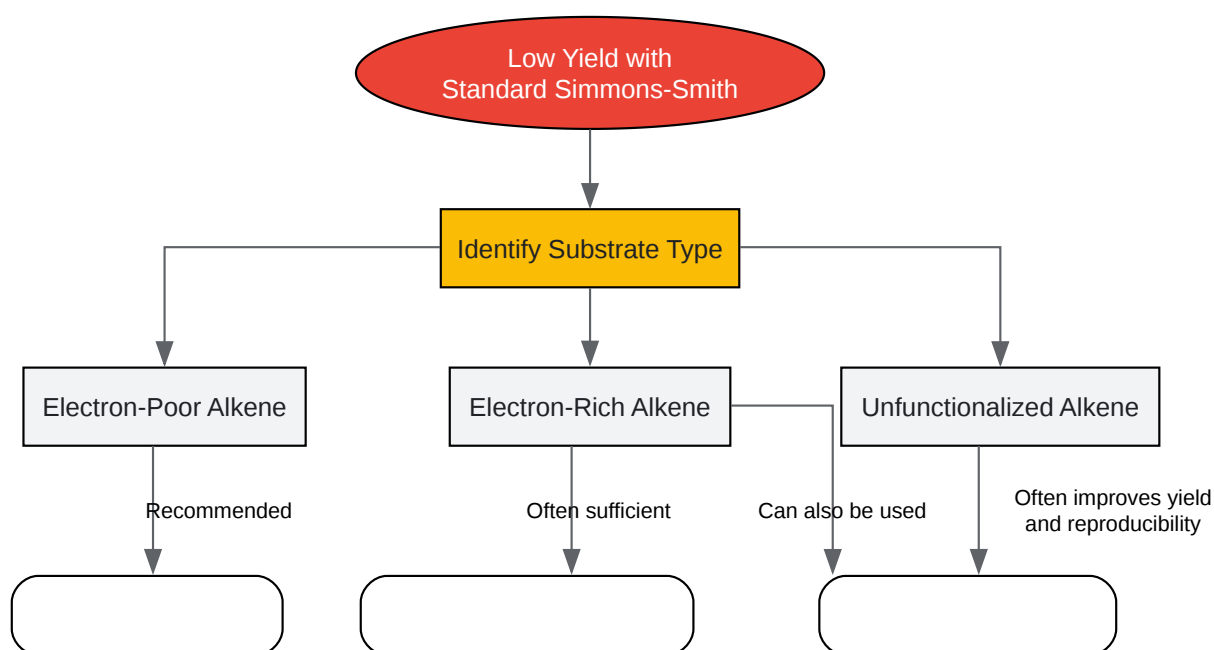 Low Yield with
Standard Simmons-Smith
Identify Substrate Type
Electron-Poor Alkene
Electron-Rich Alkene
Unfunctionalized Alkene
Recommended
Often sufficient
Can also be used
Often improves yield
and reproducibility